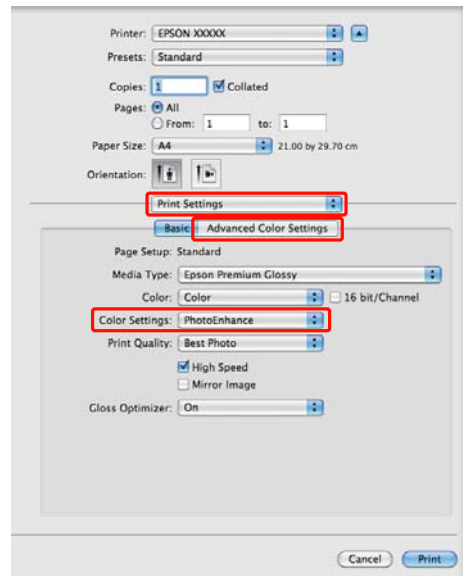 Printer: EPSON XXXXX
Presets: Standard
Copies: 1 Collated
Pages: All
From: 1 to: 1
Paper Size: A4 21.00 by 29.70 cm
Orientation:
Print Settings
Basic Advanced Color Settings
Page Setup: Standard
Media Type: Epson Premium Glossy
Color: Color 16 bit/Channel
Color Settings: PhotoEnhance
Print Quality: Best Photo
High Speed
Mirror Image
Gloss Optimizer: On
Cancel Print